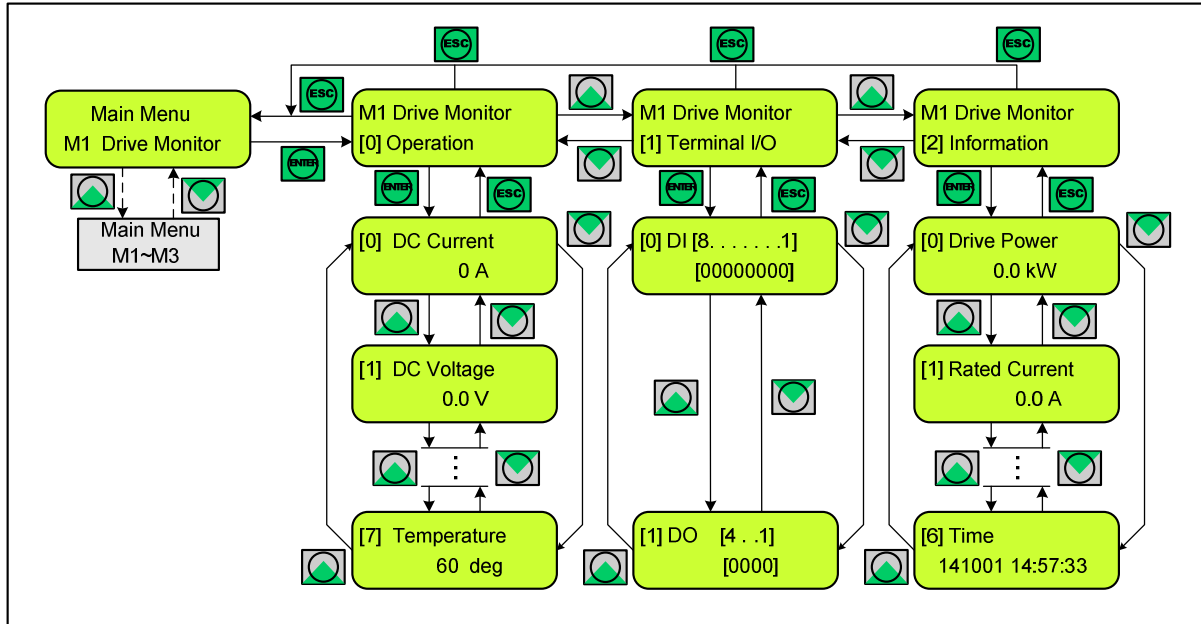 ESC
ESC
ESC
ESC
Main Menu
M1 Drive Monitor
ENTER
M1 Drive Monitor
[0] Operation
M1 Drive Monitor
[1] Terminal I/O
M1 Drive Monitor
[2] Information
Main Menu
M1~M3
ENTER
ESC
ENTER
ESC
ENTER
ESC
[0] DC Current
0 A
[0] DI [8. . . . . . .1]
[00000000]
[0] Drive Power
0.0 kW
[1] DC Voltage
0.0 V
[1] Rated Current
0.0 A
[7] Temperature
60 deg
[1] DO [4 . .1]
[0000]
[6] Time
141001 14:57:33